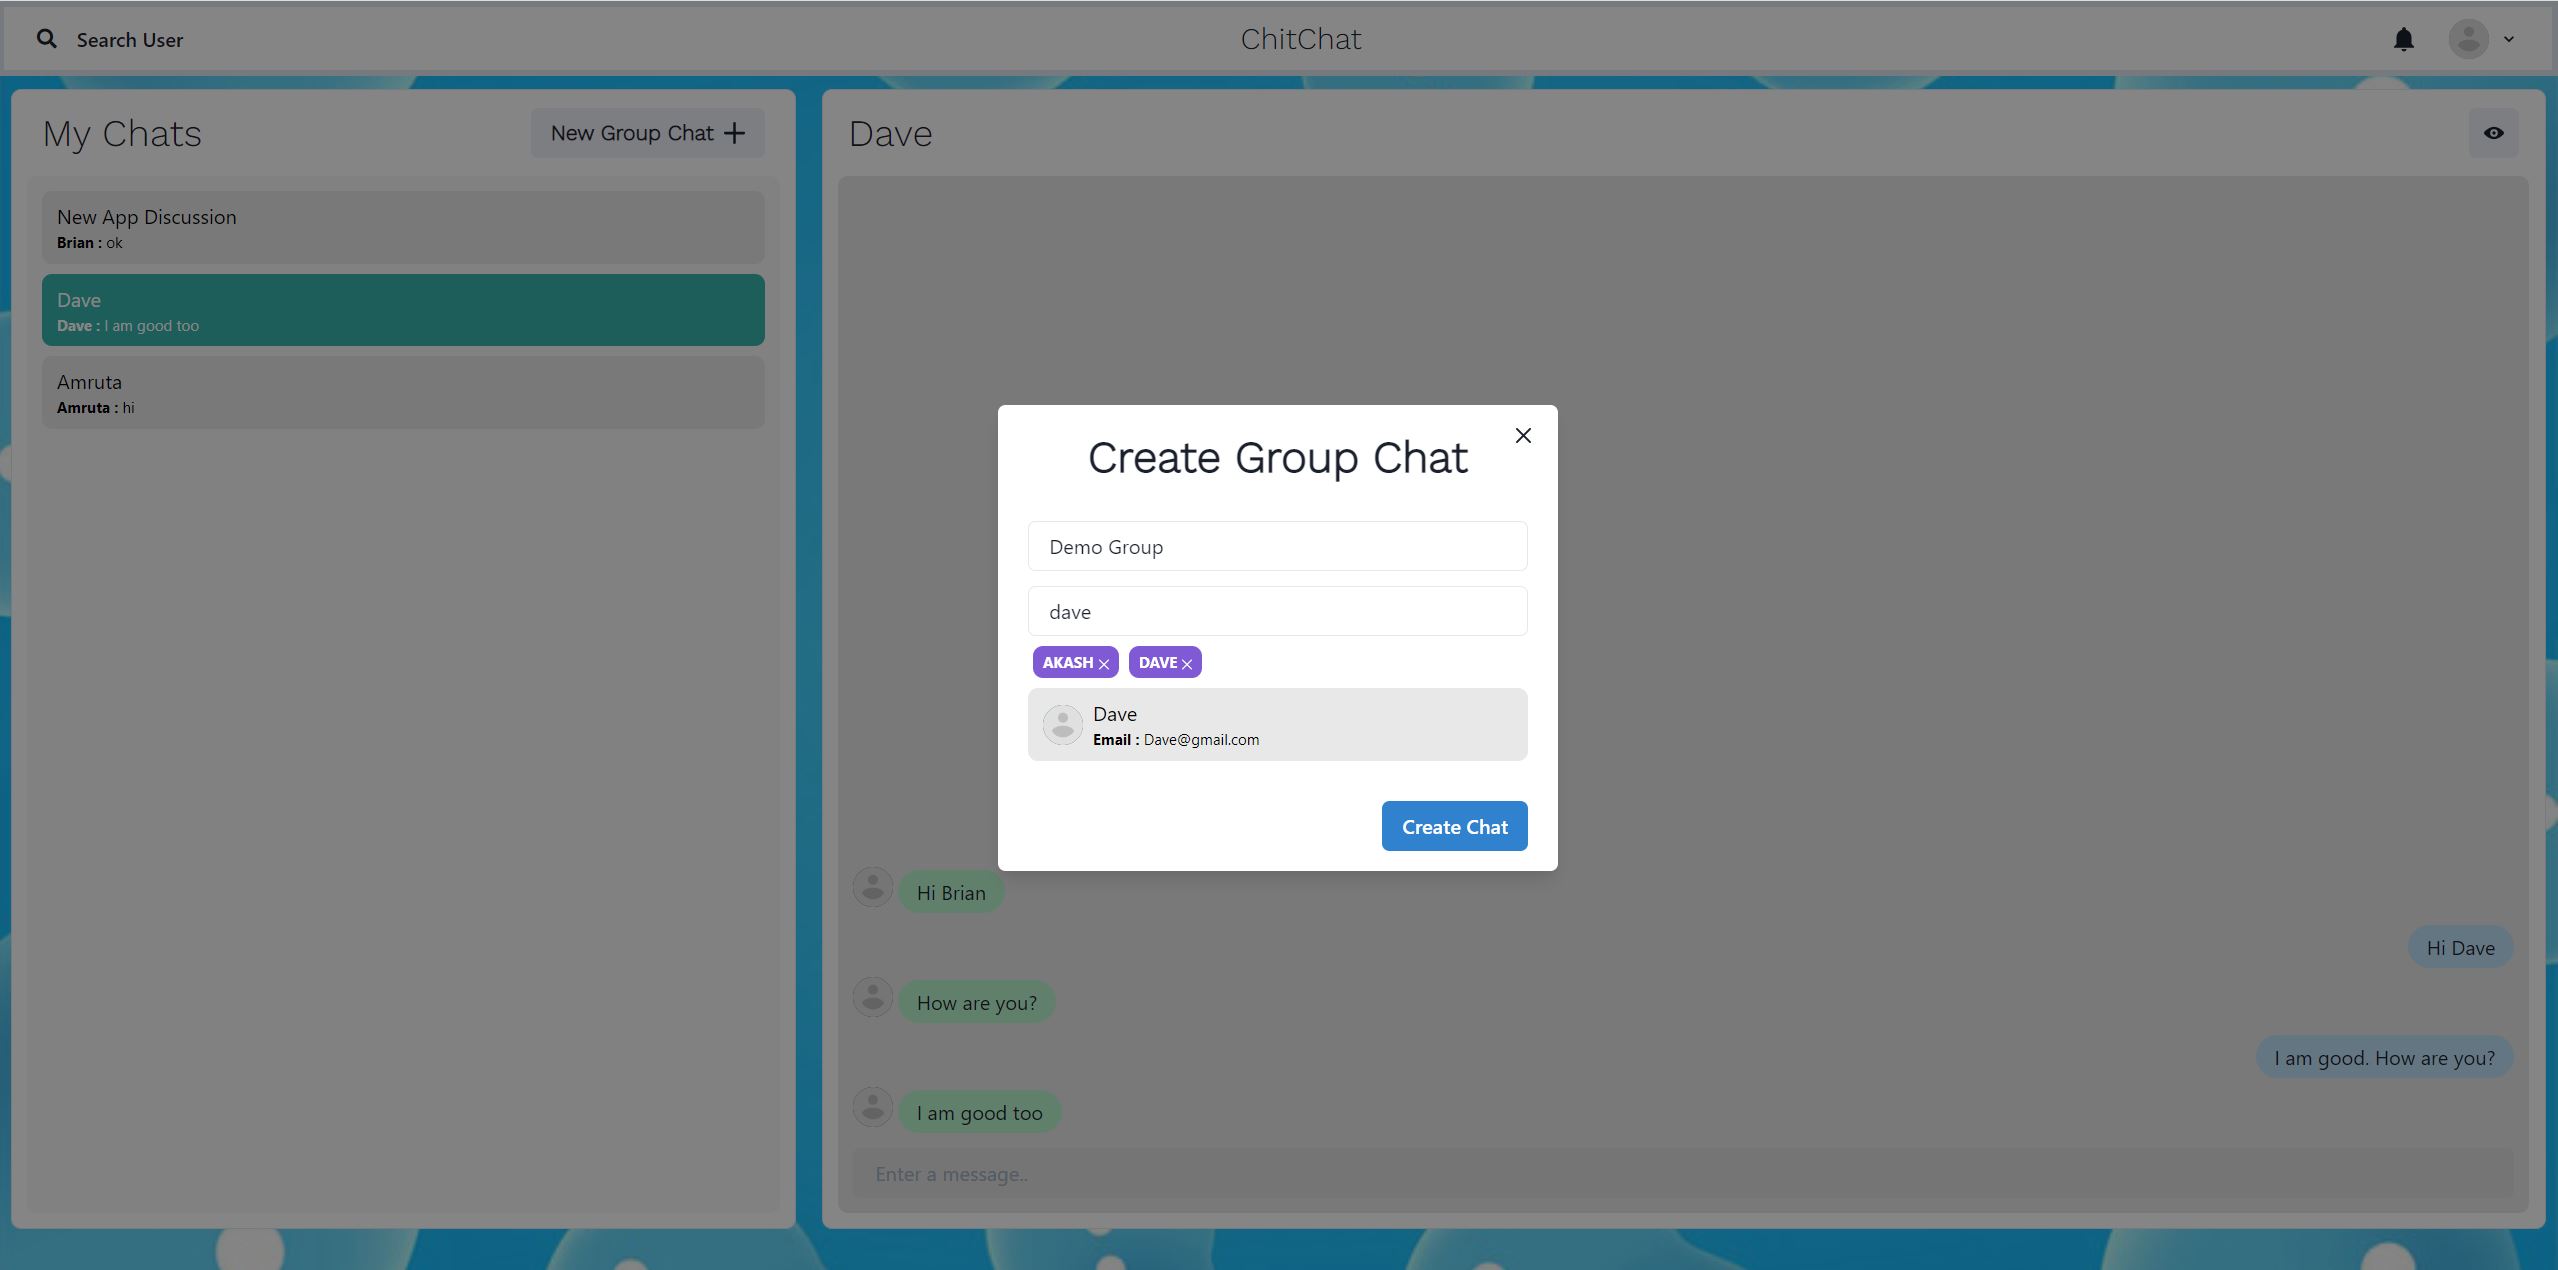 Search User
ChitChat
My Chats
New Group Chat
New App Discussion
Brian : ok
Dave
Dave : I am good too
Amruta
Amruta : hi
Dave
Create Group Chat
Demo Group
dave
AKASH
DAVE
Dave
Email : Dave@gmail.com
Create Chat
Hi Brian
Hi Dave
How are you?
I am good. How are you?
I am good too
Enter a message..